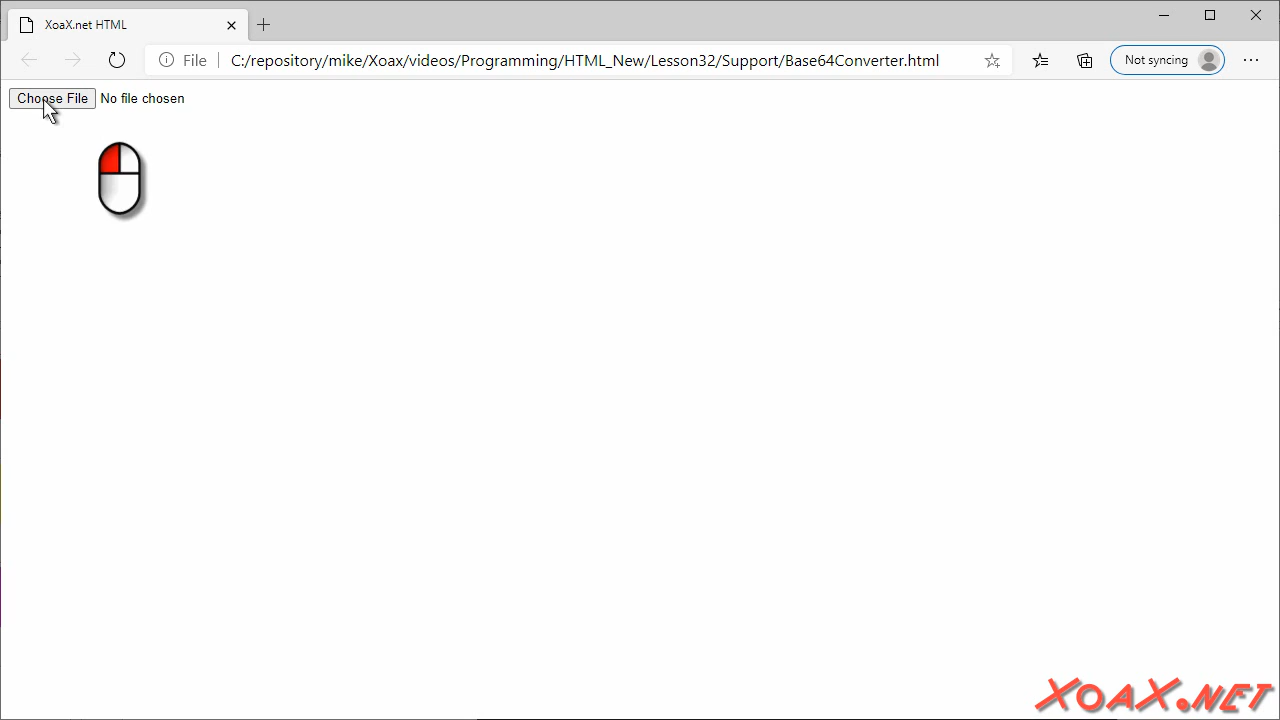 XoaX.net HTML
File
C:/repository/mike/Xoax/videos/Programming/HTML_New/Lesson32/Support/Base64Converter.html
Not syncing
Choose File
No file chosen
XOAX.NET